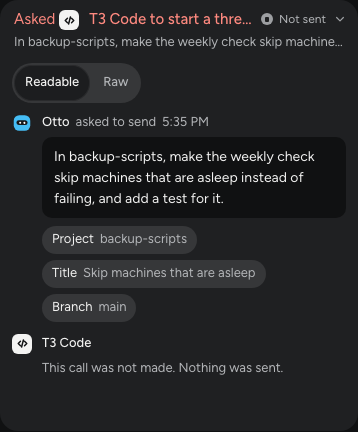 Asked T3 Code to start a thre... Not sent
In backup-scripts, make the weekly check skip machine...
Readable Raw
Otto asked to send 5:35 PM
In backup-scripts, make the weekly check
skip machines that are asleep instead of
failing, and add a test for it.
Project backup-scripts
Title Skip machines that are asleep
Branch main
T3 Code
This call was not made. Nothing was sent.